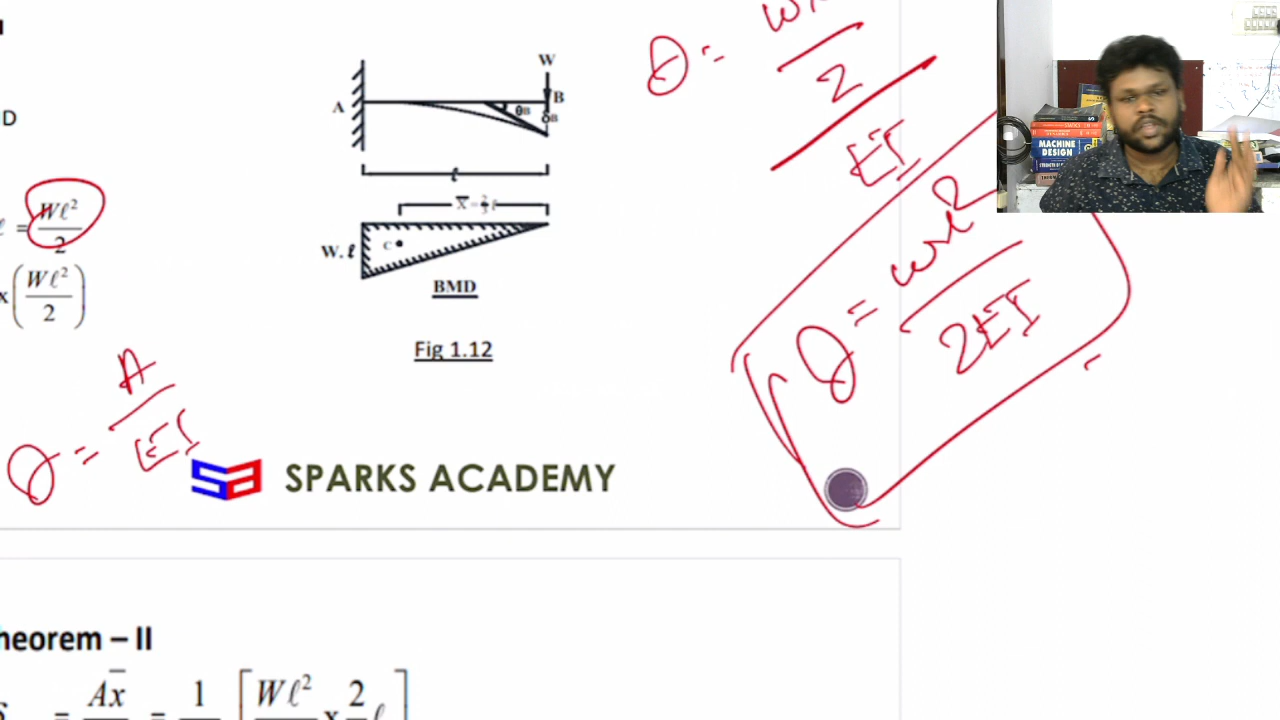 D
ℓ = Wℓ²/2
x (Wℓ²/2)
W
A
B
θB
δB
ℓ
X̄ = 2/3 ℓ
W.ℓ
C
BMD
Fig 1.12
θ = A/EI
2
EI
θ = wl²/2EI
SPARKS ACADEMY
MACHINE DESIGN
heorem – II
= Ax̄ = 1 [Wℓ² x 2 ℓ]